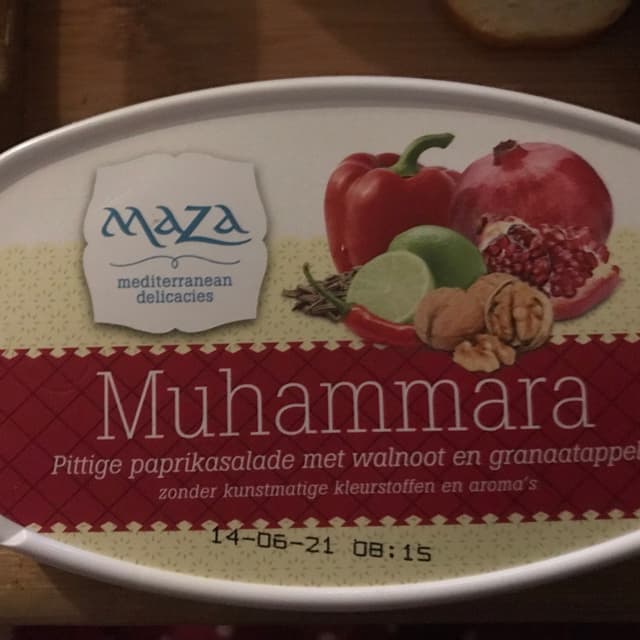 maza
mediterranean
delicacies
Muhammara
Pittige paprikasalade met walnoot en granaatappel
zonder kunstmatige kleurstoffen en aroma's
14-06-21 08:15